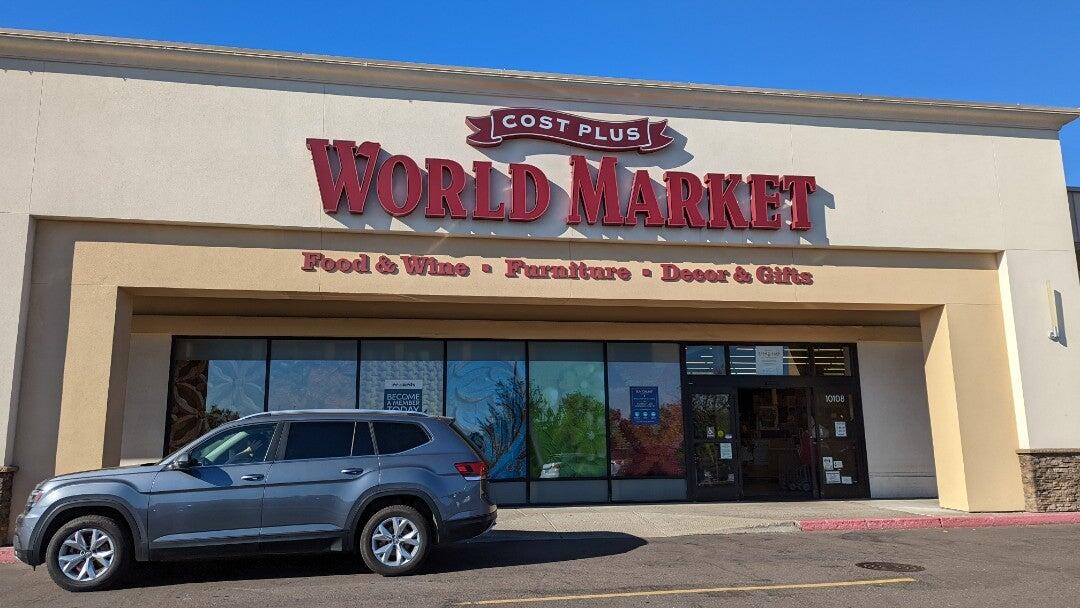 COST PLUS
WORLD MARKET
Food & Wine · Furniture · Decor & Gifts
BECOME
A MEMBER
TODAY
10108